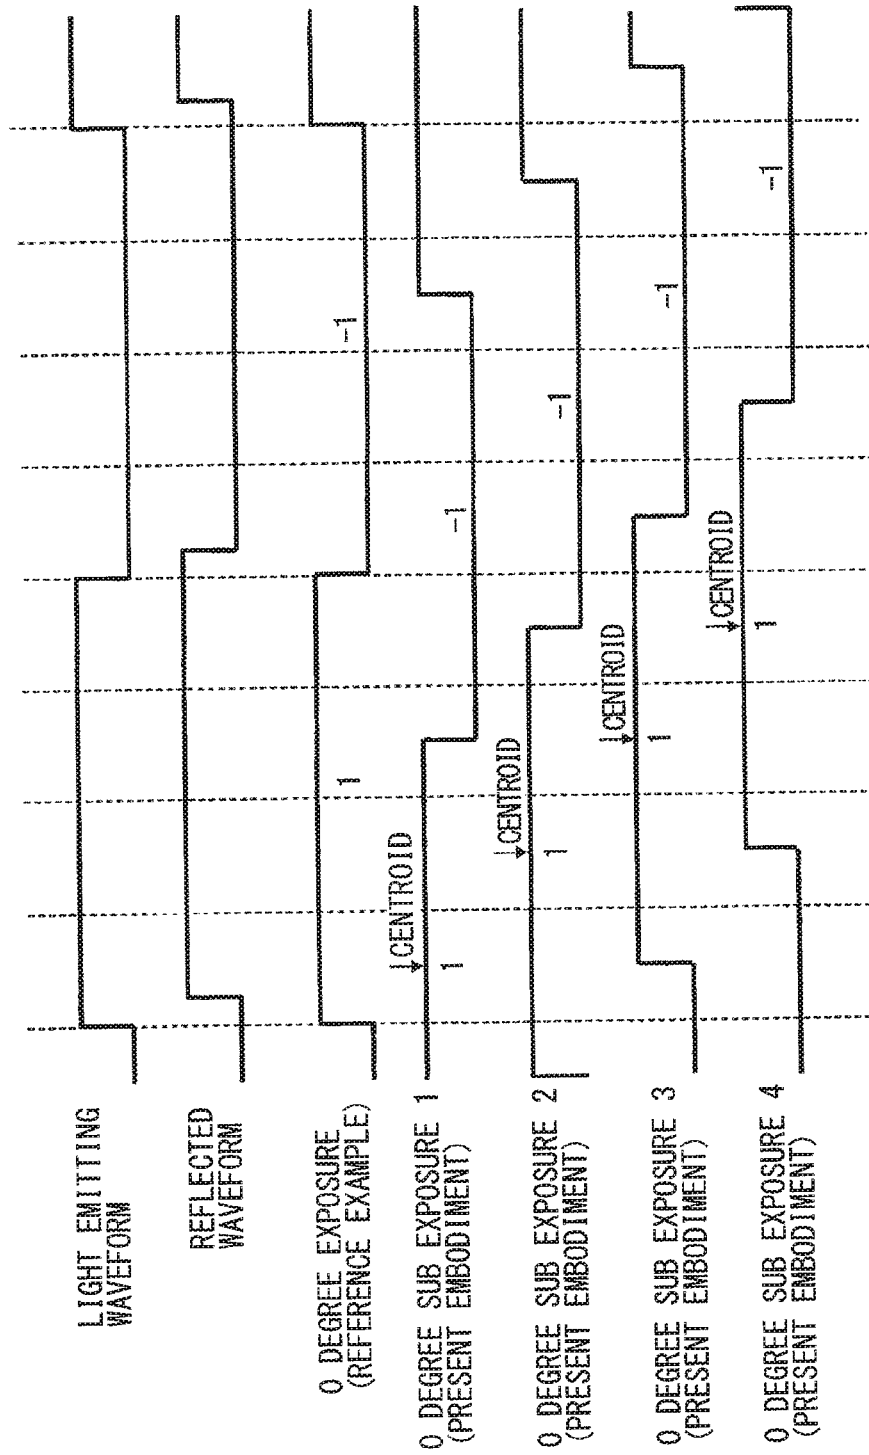 LIGHT EMITTING
WAVEFORM
REFLECTED
WAVEFORM
0 DEGREE EXPOSURE
(REFERENCE EXAMPLE)
1
-1
0 DEGREE SUB EXPOSURE 1
(PRESENT EMBODIMENT)
↓CENTROID
1
-1
0 DEGREE SUB EXPOSURE 2
(PRESENT EMBODIMENT)
↓CENTROID
1
-1
0 DEGREE SUB EXPOSURE 3
(PRESENT EMBODIMENT)
↓CENTROID
1
-1
0 DEGREE SUB EXPOSURE 4
(PRESENT EMBODIMENT)
↓CENTROID
1
-1